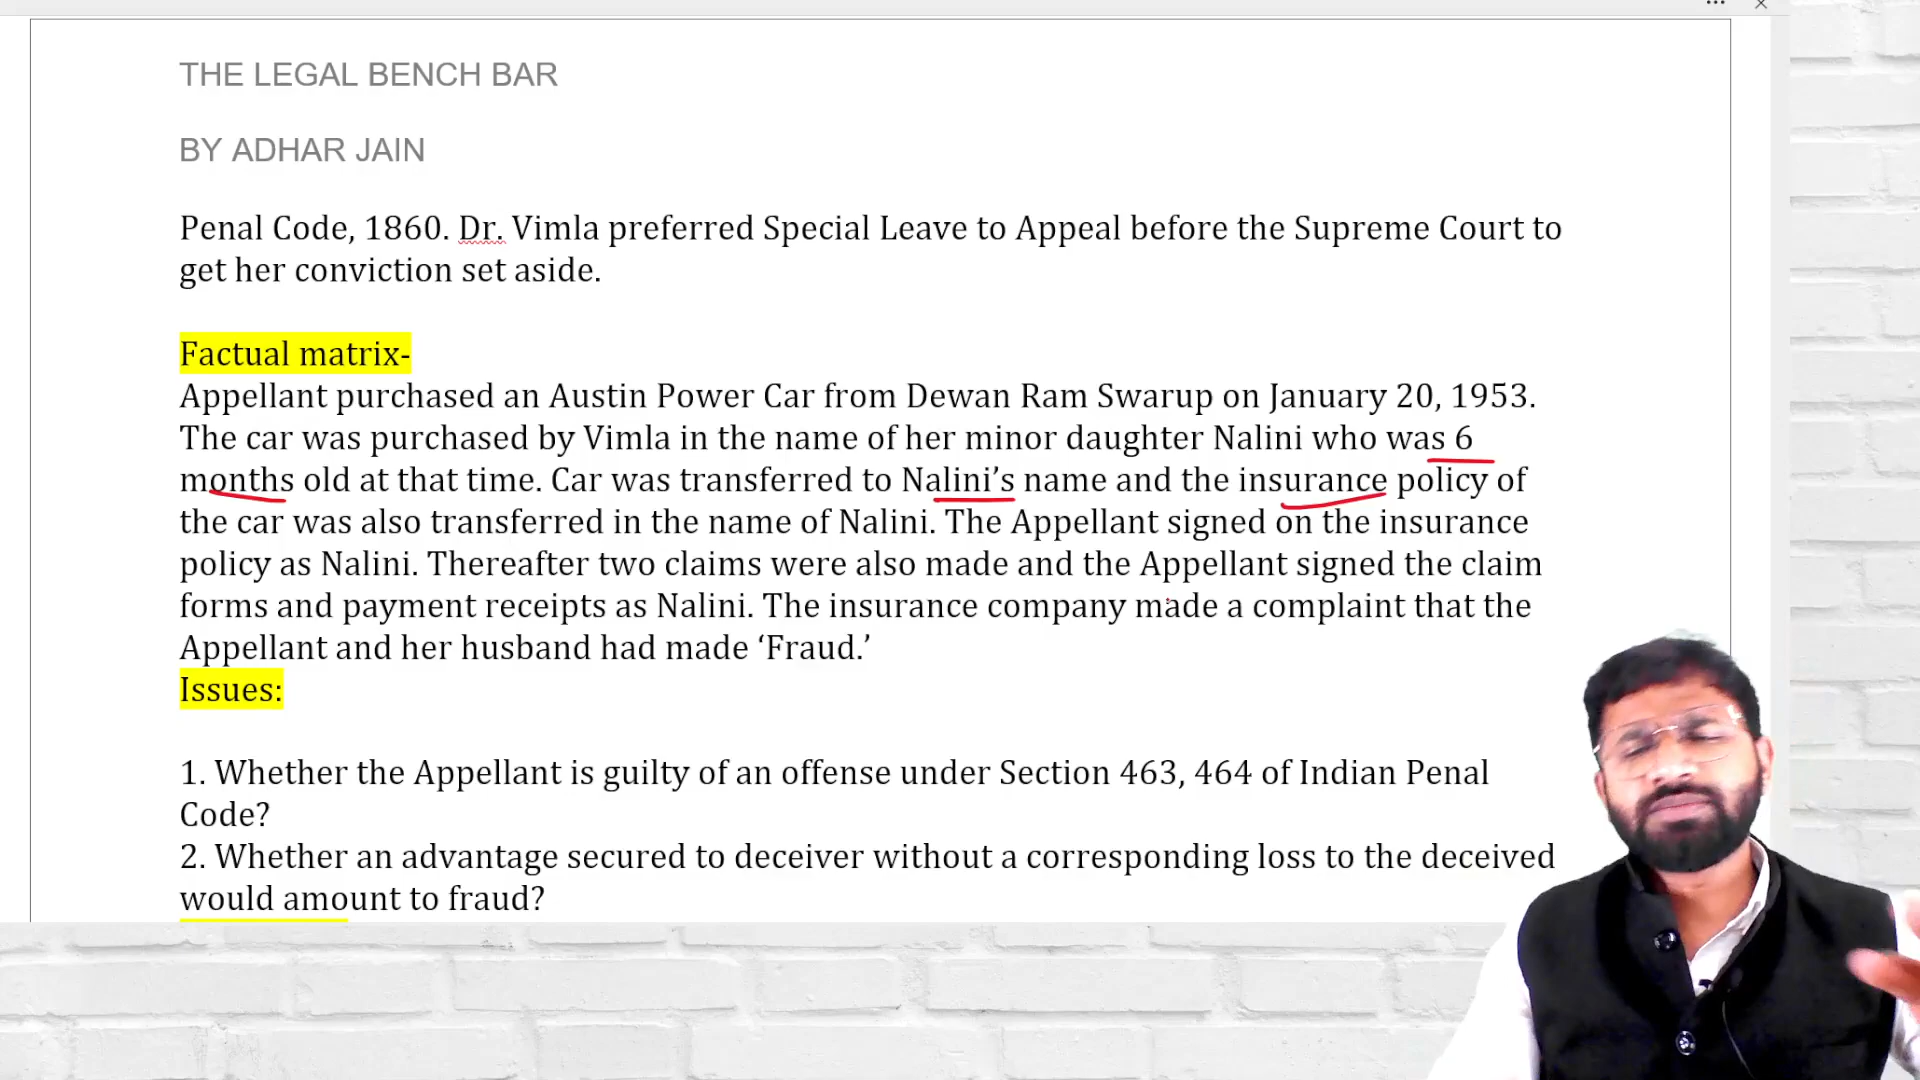 THE LEGAL BENCH BAR
BY ADHAR JAIN
Penal Code, 1860. Dr. Vimla preferred Special Leave to Appeal before the Supreme Court to
get her conviction set aside.
Factual matrix-
Appellant purchased an Austin Power Car from Dewan Ram Swarup on January 20, 1953.
The car was purchased by Vimla in the name of her minor daughter Nalini who was 6
months old at that time. Car was transferred to Nalini’s name and the insurance policy of
the car was also transferred in the name of Nalini. The Appellant signed on the insurance
policy as Nalini. Thereafter two claims were also made and the Appellant signed the claim
forms and payment receipts as Nalini. The insurance company made a complaint that the
Appellant and her husband had made ‘Fraud.’
Issues:
1. Whether the Appellant is guilty of an offense under Section 463, 464 of Indian Penal
Code?
2. Whether an advantage secured to deceiver without a corresponding loss to the deceived
would amount to fraud?